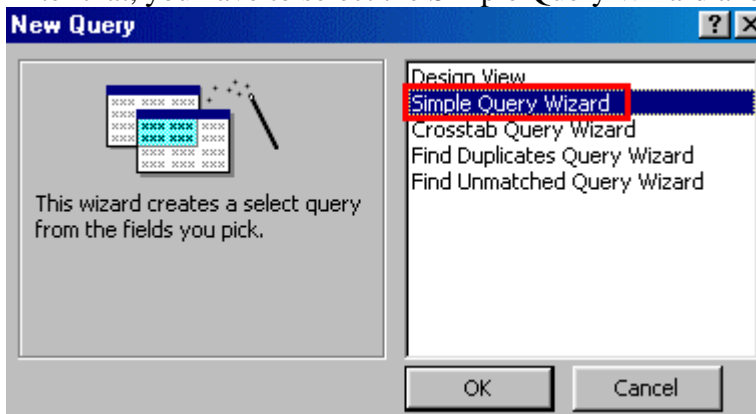 New Query
Design View
Simple Query Wizard
Crosstab Query Wizard
Find Duplicates Query Wizard
Find Unmatched Query Wizard
This wizard creates a select query
from the fields you pick.
OK
Cancel